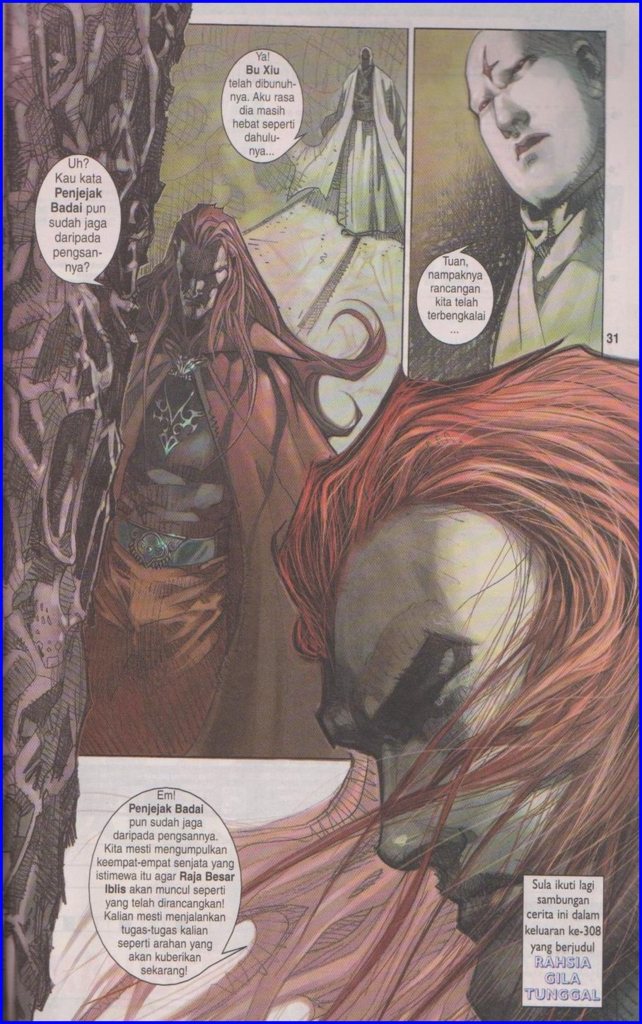 Ya!
Bu Xiu
telah dibunuh-
nya. Aku rasa
dia masih
hebat seperti
dahulu-
nya...
Uh?
Kau kata
Penjejak
Badai pun
sudah jaga
daripada
pengsan-
nya?
Tuan,
nampaknya
rancangan
kita telah
terbengkalai
...
31
Em!
Penjejak Badai
pun sudah jaga
daripada pengsannya.
Kita mesti mengumpulkan
keempat-empat senjata yang
istimewa itu agar Raja Besar
Iblis akan muncul seperti
yang telah dirancangkan!
Kalian mesti menjalankan
tugas-tugas kalian
seperti arahan yang
akan kuberikan
sekarang!
Sula ikuti lagi
sambungan
cerita ini dalam
keluaran ke-308
yang berjudul
RAHSIA
GILA
TUNGGAL